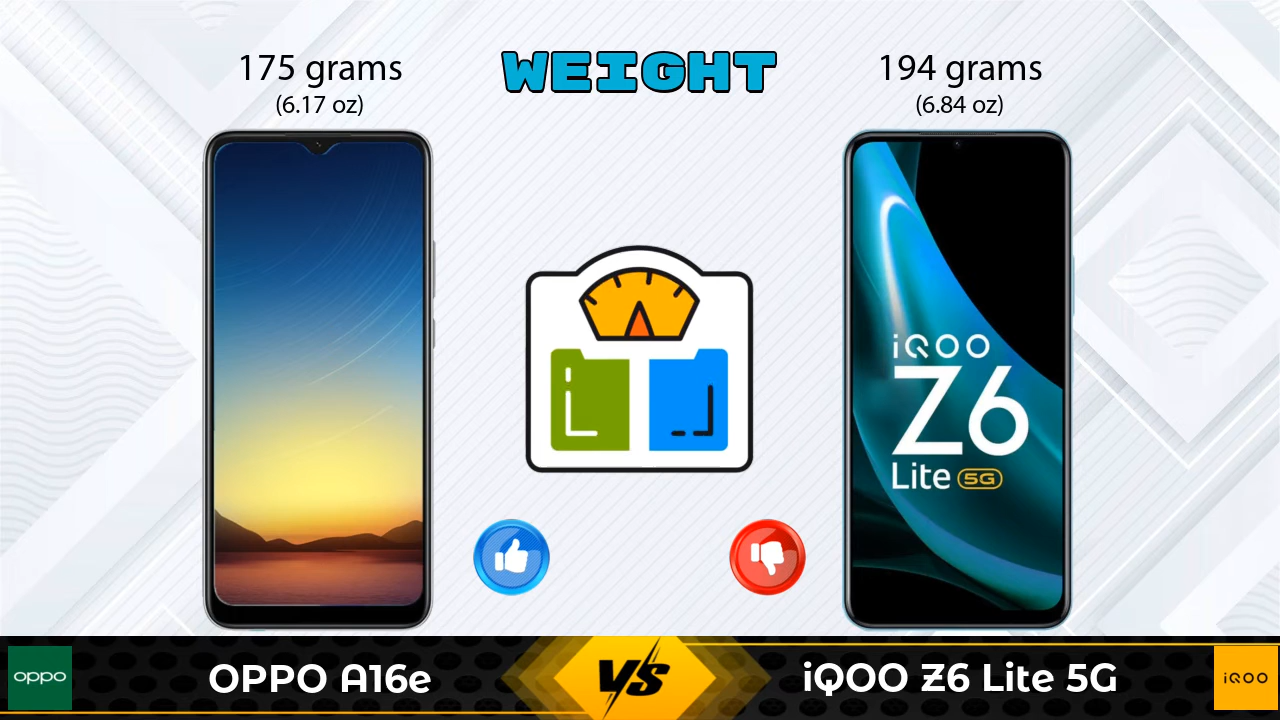 175 grams
(6.17 oz)
WEIGHT
194 grams
(6.84 oz)
iQOO
Z6
Lite 5G
oppo
OPPO A16e
VS
iQOO Z6 Lite 5G
iQOO